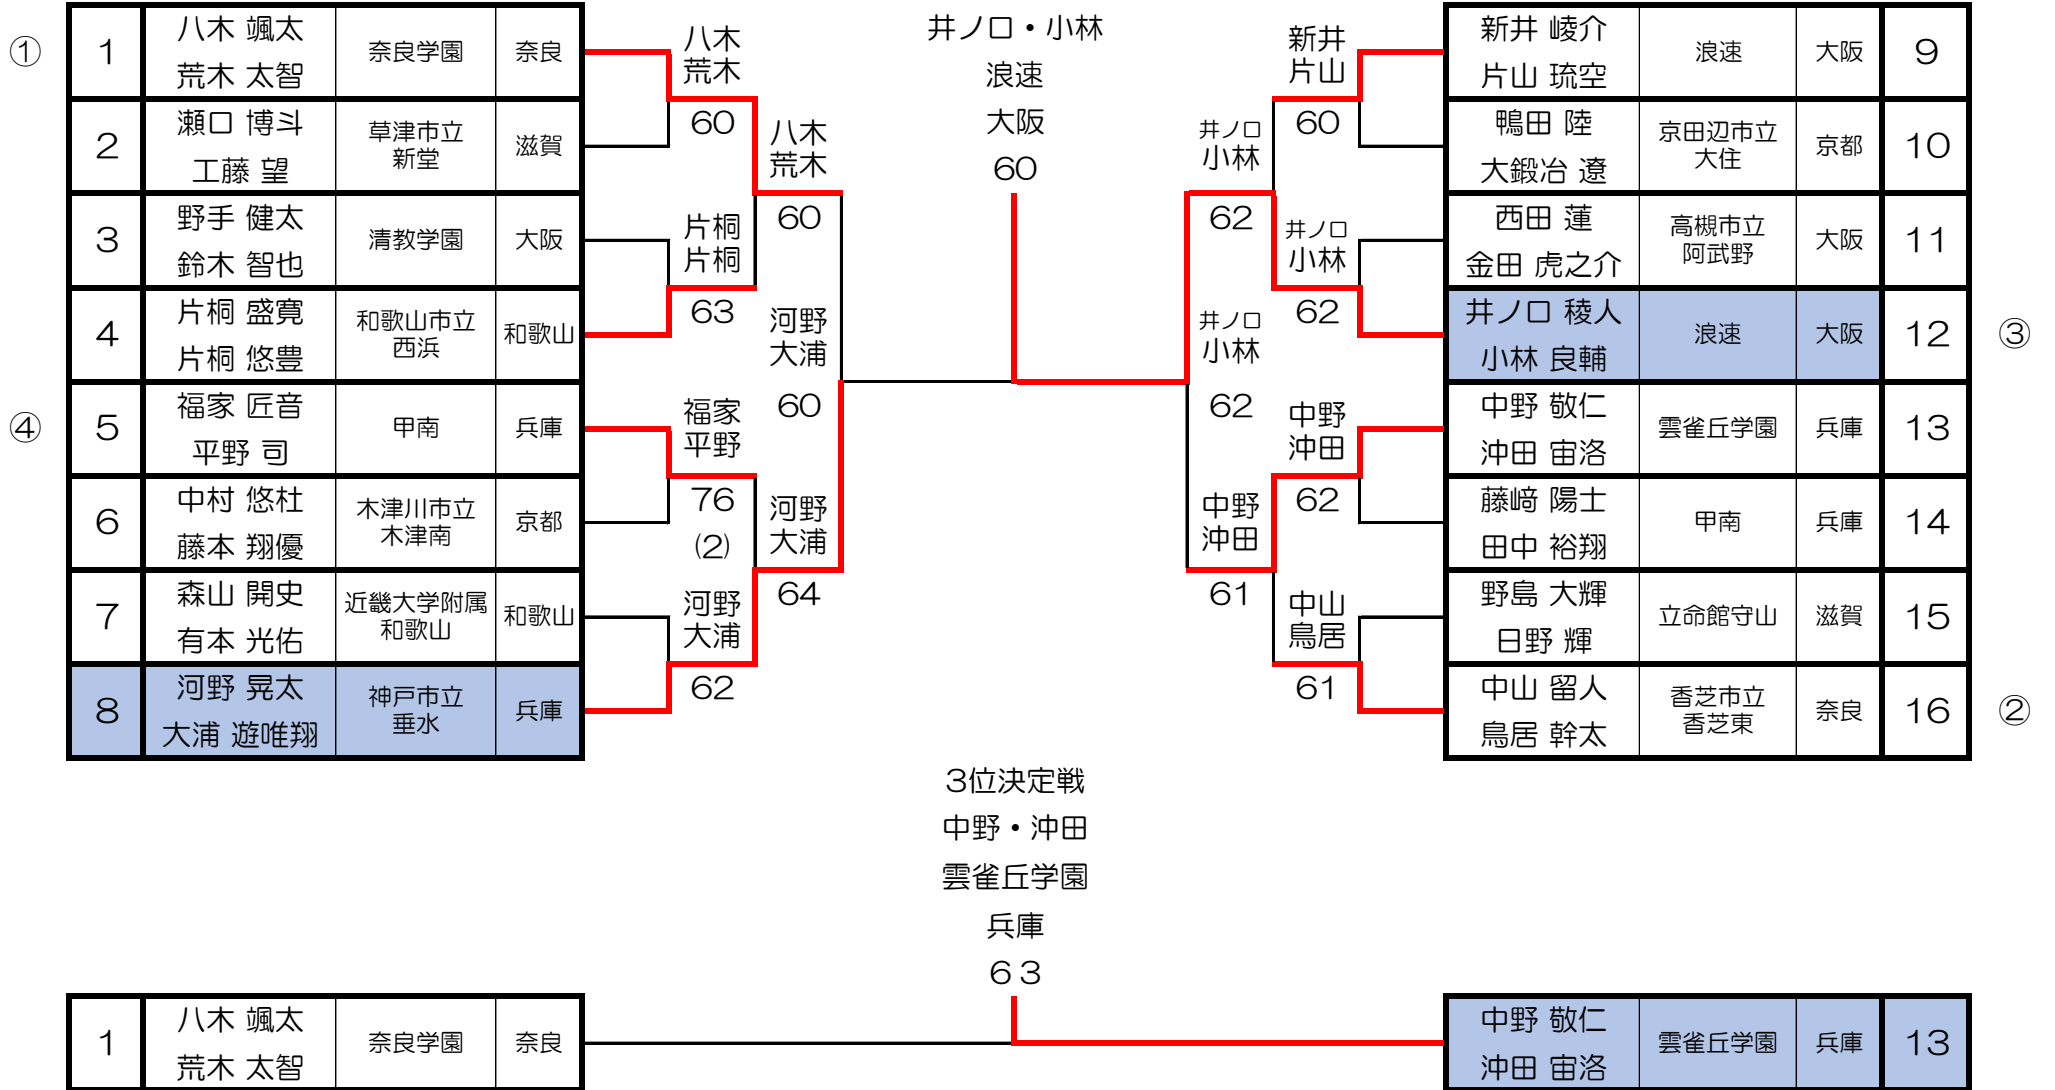 ① 1 八木 颯太 荒木 太智 奈良学園 奈良
2 瀬口 博斗 工藤 望 草津市立 新堂 滋賀
3 野手 健太 鈴木 智也 清教学園 大阪
4 片桐 盛寛 片桐 悠豊 和歌山市立 西浜 和歌山
④ 5 福家 匠音 平野 司 甲南 兵庫
6 中村 悠杜 藤本 翔優 木津川市立 木津南 京都
7 森山 開史 有本 光佑 近畿大学附属 和歌山 和歌山
8 河野 晃太 大浦 遊唯翔 神戸市立 垂水 兵庫
八木
荒木
60
片桐
片桐
63
福家
平野
76
(2)
河野
大浦
62
八木
荒木
60
河野
大浦
64
河野
大浦
60
井ノ口・小林
浪速
大阪
60
井ノ口
小林
62
井ノ口
小林
62
中野
沖田
61
新井
片山
60
井ノ口
小林
62
中野
沖田
62
中山
鳥居
61
新井 崚介 片山 琉空 浪速 大阪 9
鴨田 陸 大鍛冶 遼 京田辺市立 大住 京都 10
西田 蓮 金田 虎之介 高槻市立 阿武野 大阪 11
井ノ口 稜人 小林 良輔 浪速 大阪 12 ③
中野 敬仁 沖田 宙洛 雲雀丘学園 兵庫 13
藤﨑 陽士 田中 裕翔 甲南 兵庫 14
野島 大輝 日野 輝 立命館守山 滋賀 15
中山 留人 鳥居 幹太 香芝市立 香芝東 奈良 16 ②
3位決定戦
中野・沖田
雲雀丘学園
兵庫
63
1 八木 颯太 荒木 太智 奈良学園 奈良
中野 敬仁 沖田 宙洛 雲雀丘学園 兵庫 13